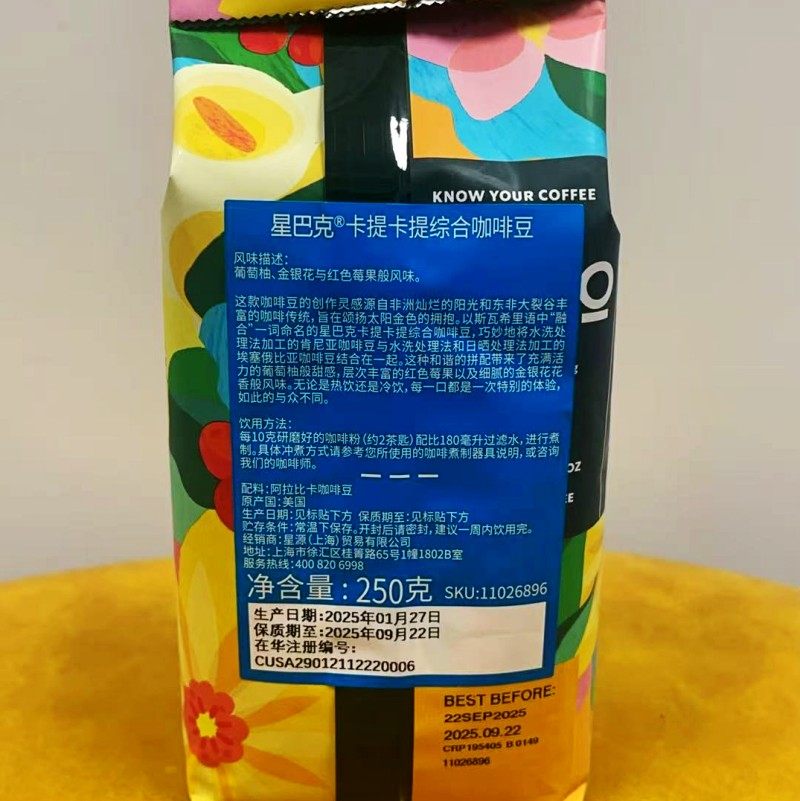 KNOW YOUR COFFEE
星巴克®卡提卡提综合咖啡豆
风味描述：
葡萄柚、金银花与红色莓果般风味。
这款咖啡豆的创作灵感源自非洲灿烂的阳光和东非大裂谷丰
富的咖啡传统，旨在颂扬太阳金色的拥抱。以斯瓦希里语中“融
合”一词命名的星巴克卡提卡提综合咖啡豆，巧妙地将水洗处
理法加工的肯尼亚咖啡豆与水洗处理法和日晒处理法加工的
埃塞俄比亚咖啡豆结合在一起。这种和谐的拼配带来了充满活
力的葡萄柚般甜感，层次丰富的红色莓果以及细腻的金银花花
香般风味。无论是热饮还是冷饮，每一口都是一次特别的体验，
如此的与众不同。
饮用方法：
每10克研磨好的咖啡粉（约2茶匙）配比180毫升过滤水，进行煮
制。具体冲煮方式请参考您所使用的咖啡煮制器具说明，或咨询
我们的咖啡师。
配料：阿拉比卡咖啡豆
原产国：美国
生产日期：见标贴下方 保质期至：见标贴下方
贮存条件：常温下保存。开封后请密封，建议一周内饮用完。
经销商：星源（上海）贸易有限公司
地址：上海市徐汇区桂箐路65号1幢1802B室
服务热线：400 820 6998
净含量：250克 SKU:11026896
生产日期：2025年01月27日
保质期至：2025年09月22日
在华注册编号：
CUSA29012112220006
BEST BEFORE:
22SEP2025
2025.09.22
CRP195405 B.0149
11026896